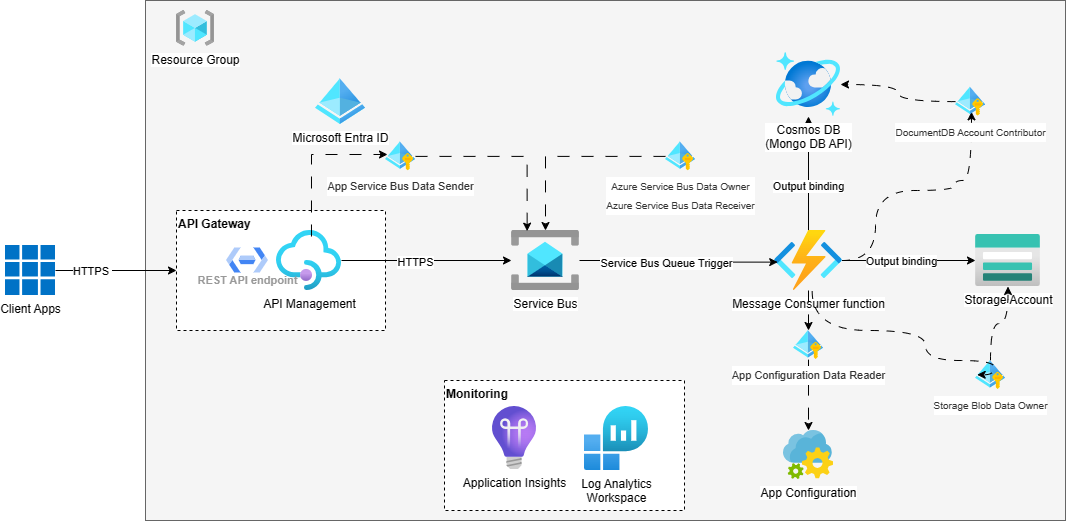 Resource Group
Microsoft Entra ID
App Service Bus Data Sender
Azure Service Bus Data Owner
Azure Service Bus Data Receiver
Cosmos DB
(Mongo DB API)
DocumentDB Account Contributor
Output binding
API Gateway
REST API endpoint
API Management
Client Apps
HTTPS
HTTPS
Service Bus
Service Bus Queue Trigger
Message Consumer function
Output binding
Storage Account
App Configuration Data Reader
Storage Blob Data Owner
Monitoring
Application Insights
Log Analytics
Workspace
App Configuration